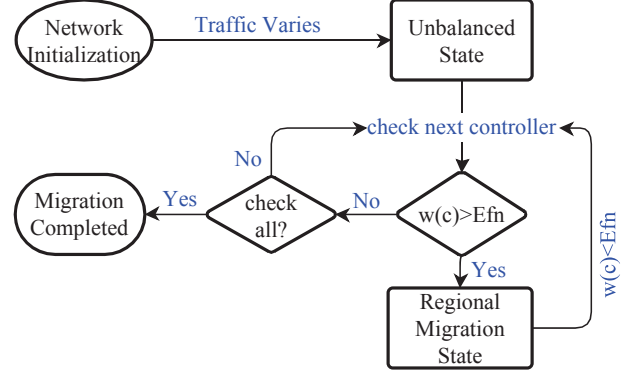 Network
Initialization
Traffic Varies
Unbalanced
State
check next controller
No
Migration
Completed
Yes
check
all?
No
w(c)>Efn
Yes
w(c)<Efn
Regional
Migration
State